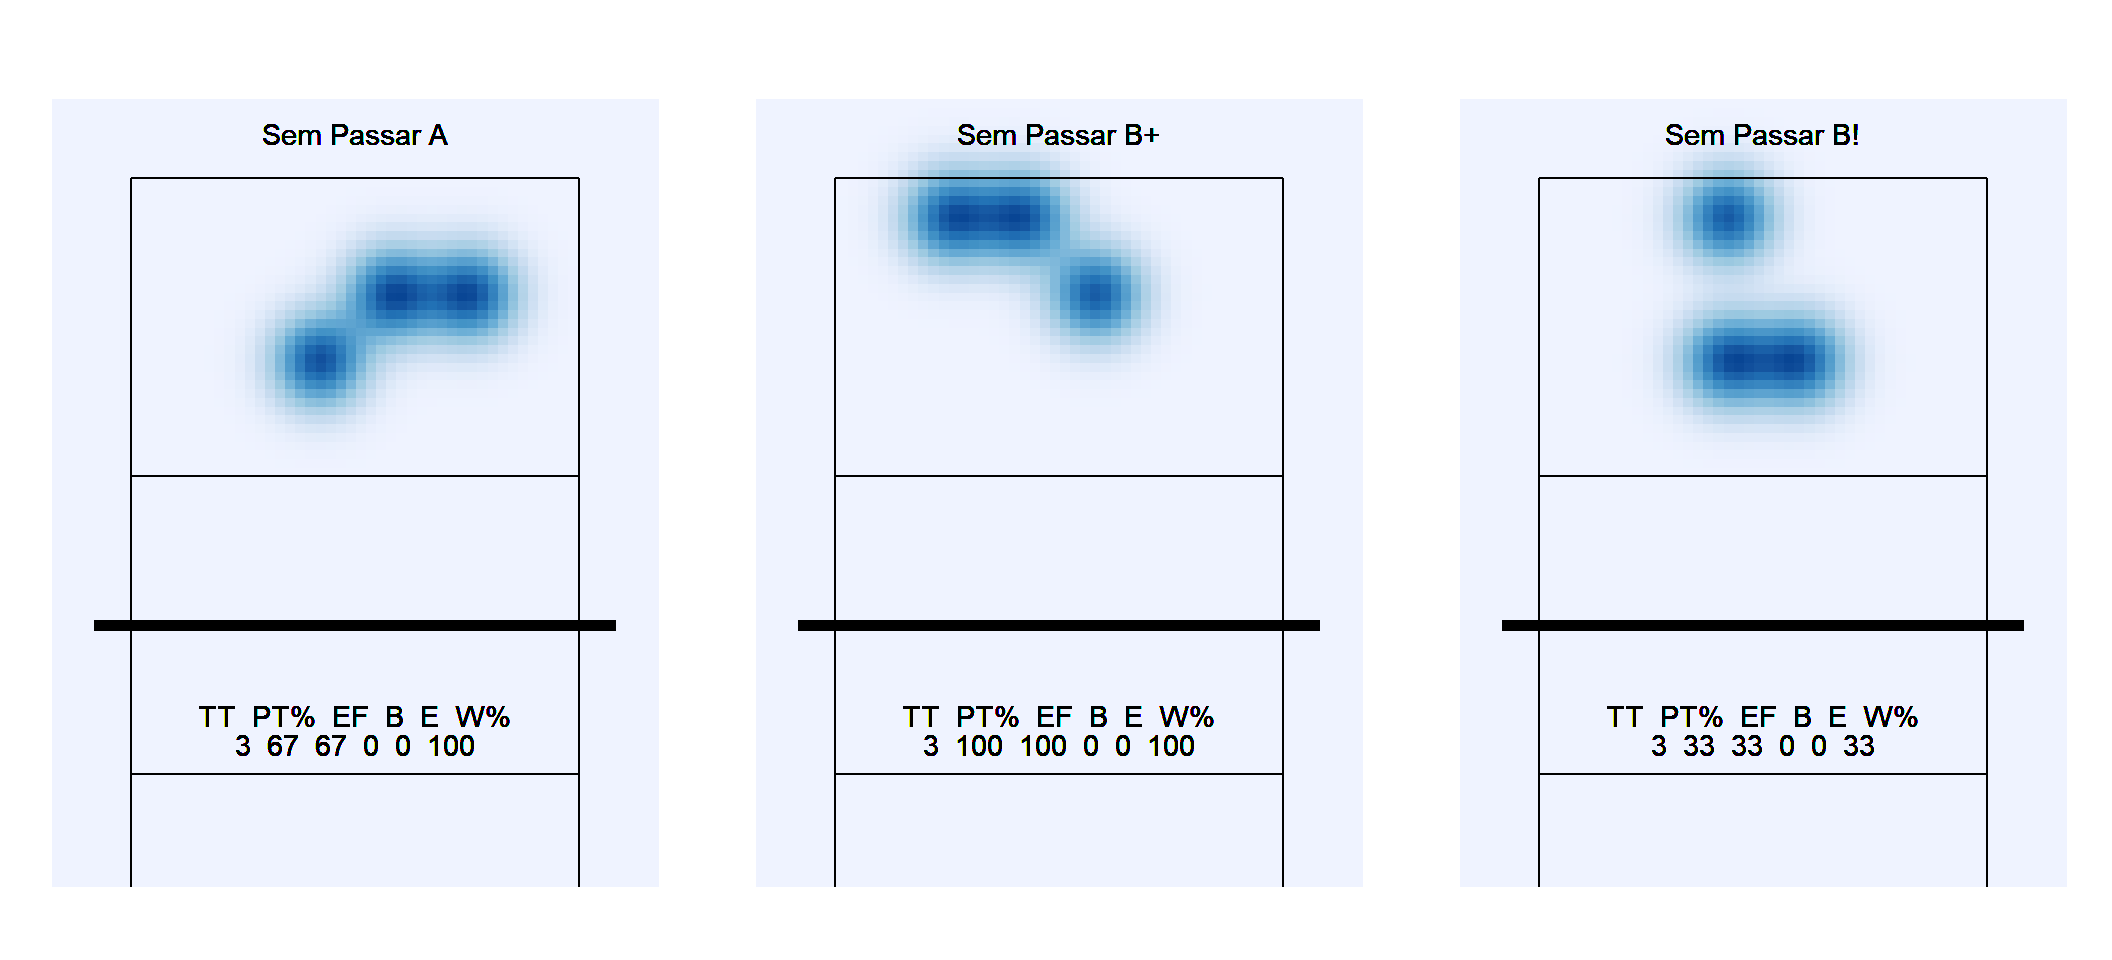 Sem Passar A
TT PT% EF B E W%
3 67 67 0 0 100
Sem Passar B+
TT PT% EF B E W%
3 100 100 0 0 100
Sem Passar B!
TT PT% EF B E W%
3 33 33 0 0 33